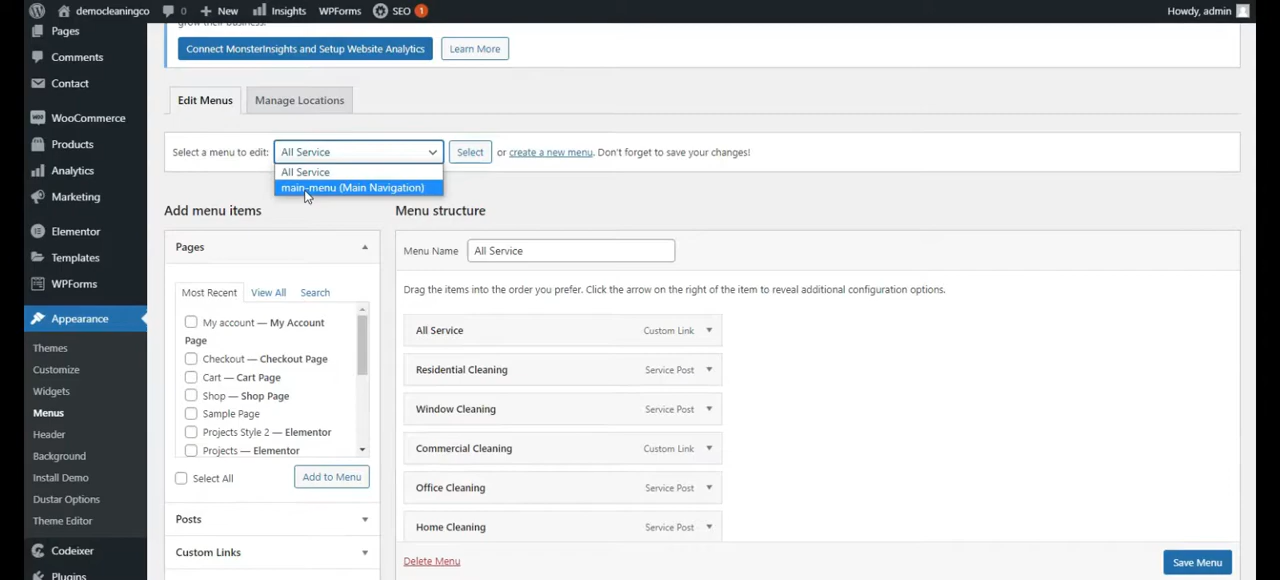 democleaningco 0 New Insights WPForms SEO 1 Howdy, admin
grow their business.
Connect MonsterInsights and Setup Website Analytics Learn More
Pages
Comments
Contact
WooCommerce
Products
Analytics
Marketing
Elementor
Templates
WPForms
Appearance
Themes
Customize
Widgets
Menus
Header
Background
Install Demo
Dustar Options
Theme Editor
Codeixer
Plugins
Edit Menus Manage Locations
Select a menu to edit: All Service Select or create a new menu. Don't forget to save your changes!
All Service
main-menu (Main Navigation)
Add menu items
Pages
Most Recent View All Search
My account — My Account
Page
Checkout — Checkout Page
Cart — Cart Page
Shop — Shop Page
Sample Page
Projects Style 2 — Elementor
Projects — Elementor
Select All Add to Menu
Posts
Custom Links
Menu structure
Menu Name All Service
Drag the items into the order you prefer. Click the arrow on the right of the item to reveal additional configuration options.
All Service Custom Link
Residential Cleaning Service Post
Window Cleaning Service Post
Commercial Cleaning Custom Link
Office Cleaning Service Post
Home Cleaning Service Post
Delete Menu Save Menu